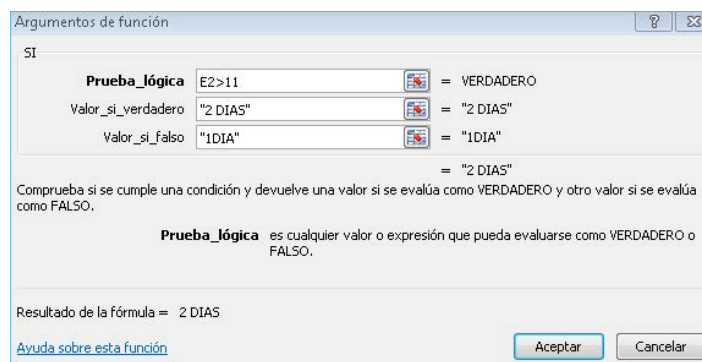 Argumentos de función
SI
Prueba_lógica E2>11 = VERDADERO
Valor_si_verdadero "2 DIAS" = "2 DIAS"
Valor_si_falso "1DIA" = "1DIA"
= "2 DIAS"
Comprueba si se cumple una condición y devuelve una valor si se evalúa como VERDADERO y otro valor si se evalúa
como FALSO.
Prueba_lógica es cualquier valor o expresión que pueda evaluarse como VERDADERO o
FALSO.
Resultado de la fórmula = 2 DIAS
Ayuda sobre esta función Aceptar Cancelar